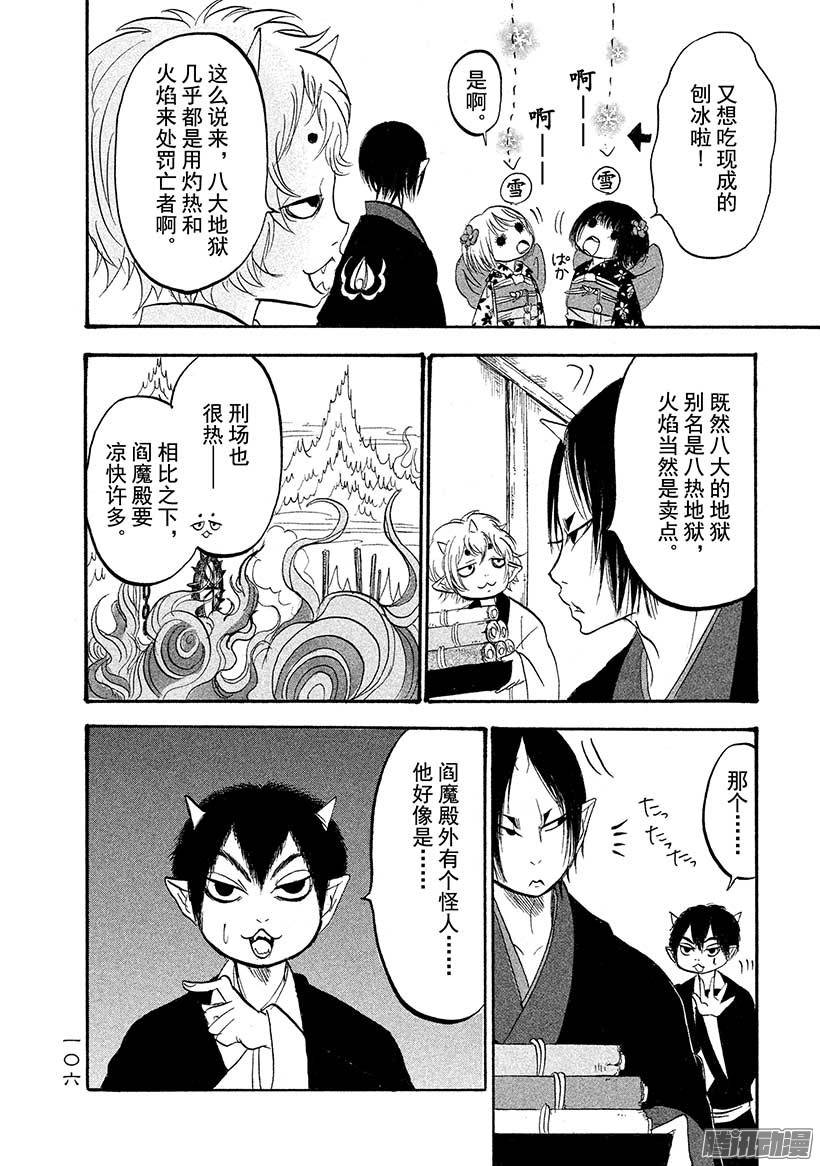 又想吃现成的
刨冰啦！
雪
啊——
雪
啊——
ぱか
是啊。
这么说来，八大地狱
几乎都是用灼热和
火焰来处罚亡者啊。
既然八大的地狱
别名是八热地狱，
火焰当然是卖点。
刑场也
很热——
相比之下，
阎魔殿要
凉快许多。
那个……
たっ
たったっ
阎魔殿外有个怪人……
他好像是……
一〇六
腾讯动漫